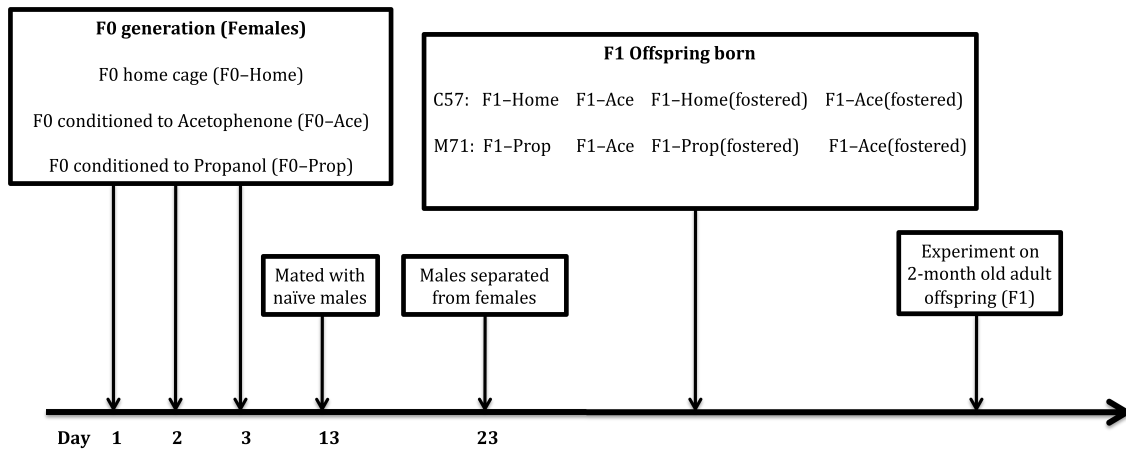 F0 generation (Females)
F0 home cage (F0–Home)
F0 conditioned to Acetophenone (F0–Ace)
F0 conditioned to Propanol (F0–Prop)
F1 Offspring born
C57: F1–Home F1–Ace F1–Home(fostered) F1–Ace(fostered)
M71: F1–Prop F1–Ace F1–Prop(fostered) F1–Ace(fostered)
Mated with
naïve males
Males separated
from females
Experiment on
2-month old adult
offspring (F1)
Day 1 2 3 13 23